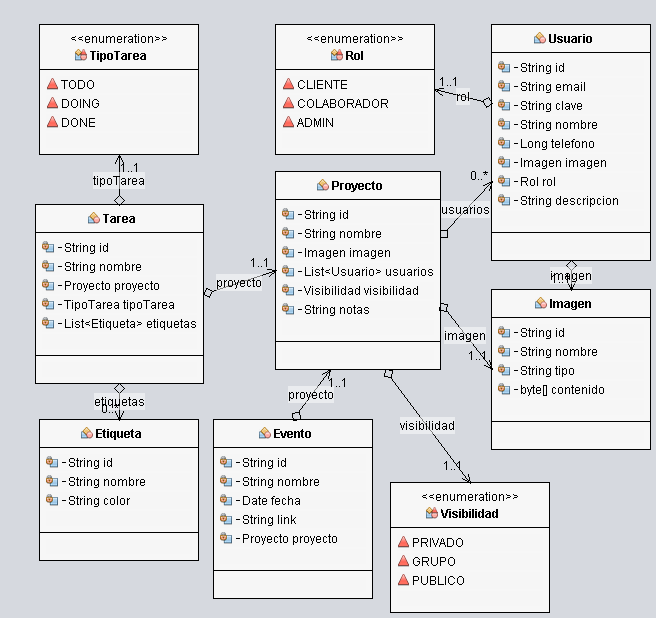 <<enumeration>>
TipoTarea
TODO
DOING
DONE
<<enumeration>>
Rol
CLIENTE
COLABORADOR
ADMIN
Usuario
-String id
-String email
-String clave
-String nombre
-Long telefono
-Imagen imagen
-Rol rol
-String descripcion
1..1
rol
1..1
tipoTarea
Tarea
-String id
-String nombre
-Proyecto proyecto
-TipoTarea tipoTarea
-List<Etiqueta> etiquetas
1..1
proyecto
Proyecto
-String id
-String nombre
-Imagen imagen
-List<Usuario> usuarios
-Visibilidad visibilidad
-String notas
0..*
usuarios
imagen
Imagen
-String id
-String nombre
-String tipo
-byte[] contenido
imagen
1..1
etiquetas
0..*
Etiqueta
-String id
-String nombre
-String color
1..1
proyecto
Evento
-String id
-String nombre
-Date fecha
-String link
-Proyecto proyecto
visibilidad
1..1
<<enumeration>>
Visibilidad
PRIVADO
GRUPO
PUBLICO